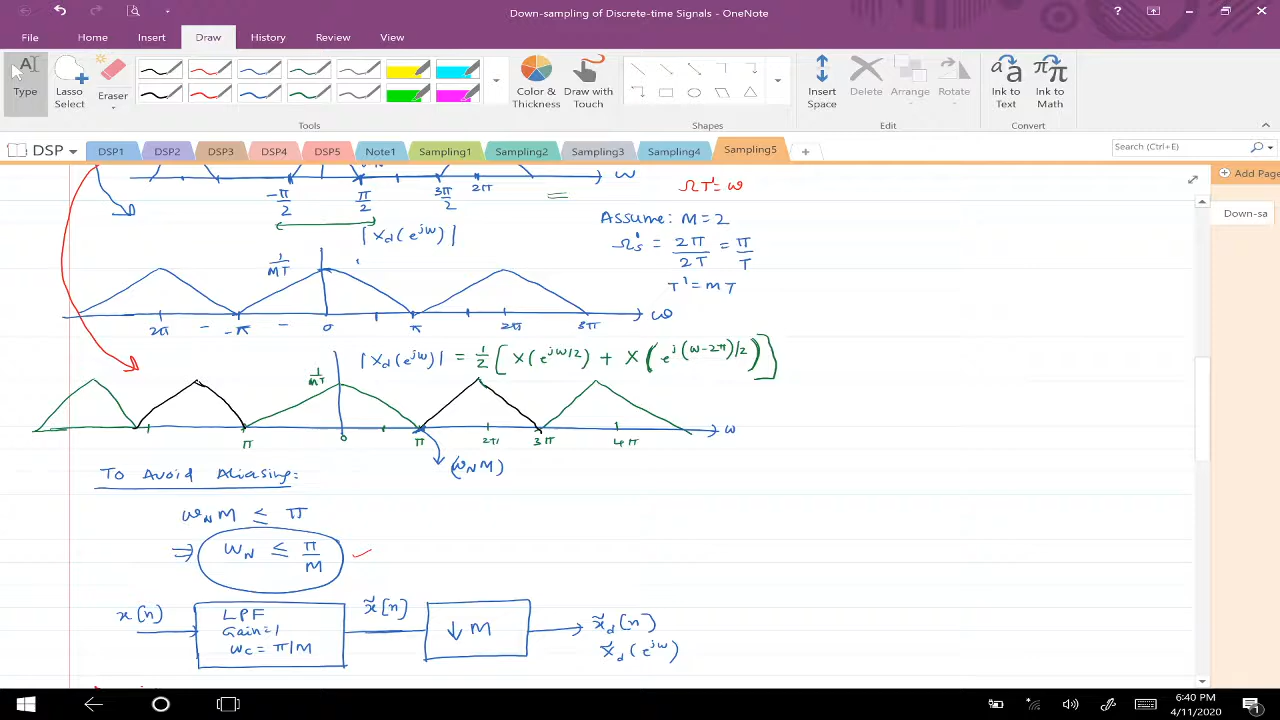 Down-sampling of Discrete-time Signals - OneNote
File Home Insert Draw History Review View
Type Lasso Select Eraser Color & Thickness Draw with Touch Insert Space Delete Arrange Rotate Ink to Text Ink to Math
Tools Shapes Edit Convert
DSP DSP1 DSP2 DSP3 DSP4 DSP5 Note1 Sampling1 Sampling2 Sampling3 Sampling4 Sampling5 Search (Ctrl+E)
Add Page
Down-sa
-π/2 π/2 3π/2 2π ω
ΩT' = ω
Assume: M = 2
|Xd(e^jω)|
Ωs' = 2π/2T = π/T
1/MT
T' = MT
2π -π 0 π 2π 3π ω
|Xd(e^jω)| = 1/2 [X(e^jω/2) + X(e^j(ω-2π)/2)]
1/MT
π 0 π 2π 3π 4π ω
(ωN M)
To Avoid Aliasing:
ωN M ≤ π
⇒ ωN ≤ π/M
x[n] LPF Gain=1 ωc = π/M x̃[n] ↓ M x̃d[n]
X̃d(e^jω)
6:40 PM
4/11/2020